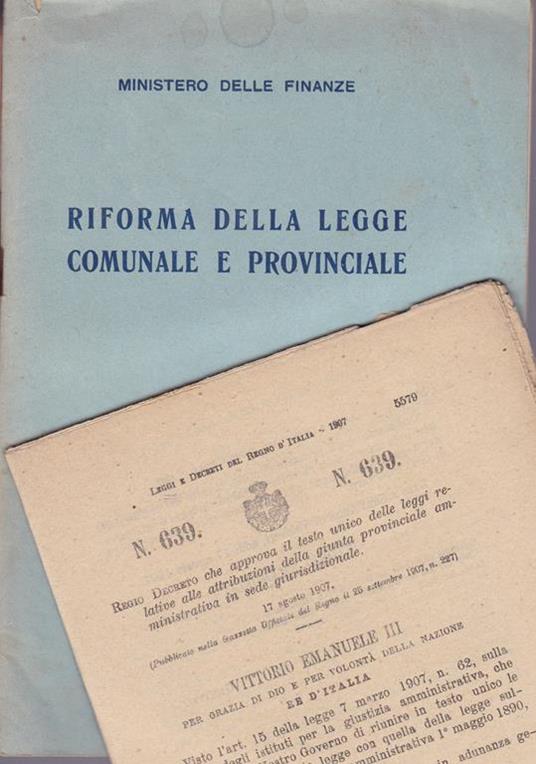 MINISTERO DELLE FINANZE
RIFORMA DELLA LEGGE
COMUNALE E PROVINCIALE
5579
LEGGI E DECRETI DEL REGNO D'ITALIA - 1907
N. 639.
N. 639.
REGIO DECRETO che approva il testo unico delle leggi re-
lative alle attribuzioni della giunta provinciale am-
ministrativa in sede giurisdizionale.
17 agosto 1907.
(Pubblicato nella Gazzetta Ufficiale del Regno il 25 settembre 1907, n. 227)
VITTORIO EMANUELE III
PER GRAZIA DI DIO E PER VOLONTÀ DELLA NAZIONE
RE D'ITALIA
Visto l'art. 15 della legge 7 marzo 1907, n. 62, sulla
degli istituti per la giustizia amministrativa, che
Governo di riunire in testo unico le
legge con quella della legge sul-
amministrativa 1° maggio 1890,
in adunanza ge-